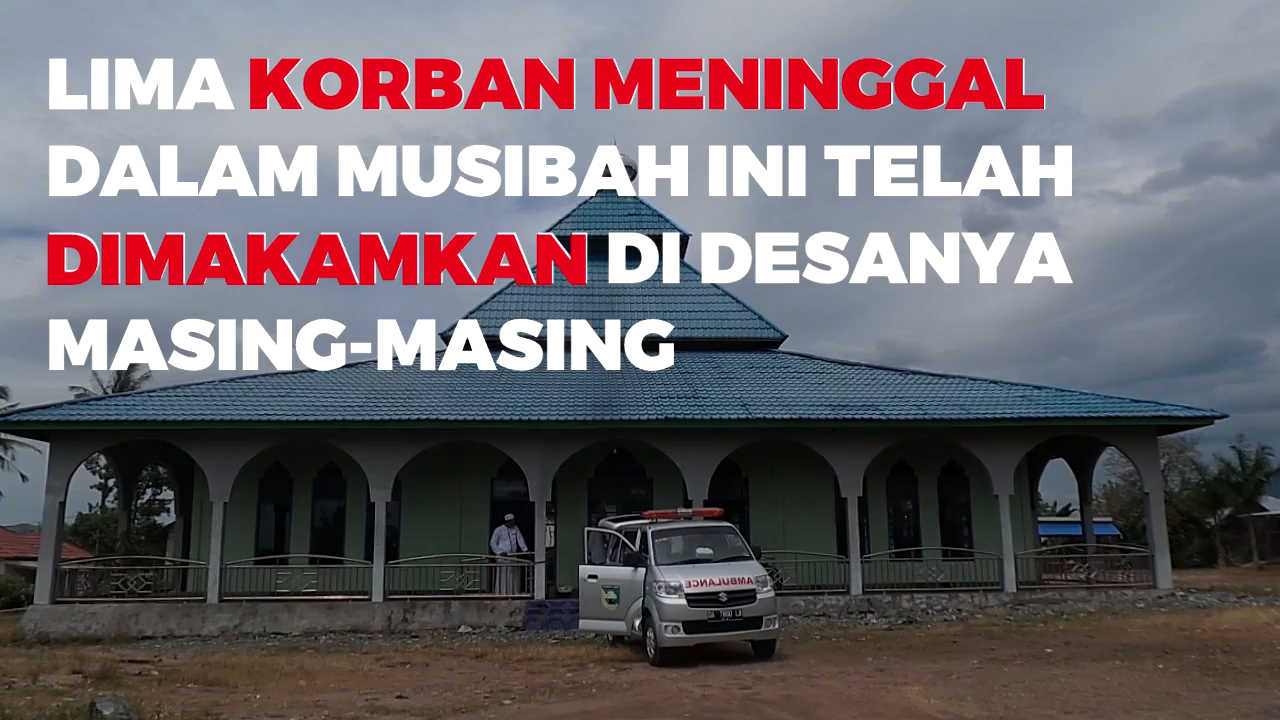 LIMA KORBAN MENINGGAL
DALAM MUSIBAH INI TELAH
DIMAKAMKAN DI DESANYA
MASING-MASING
AMBULANCE